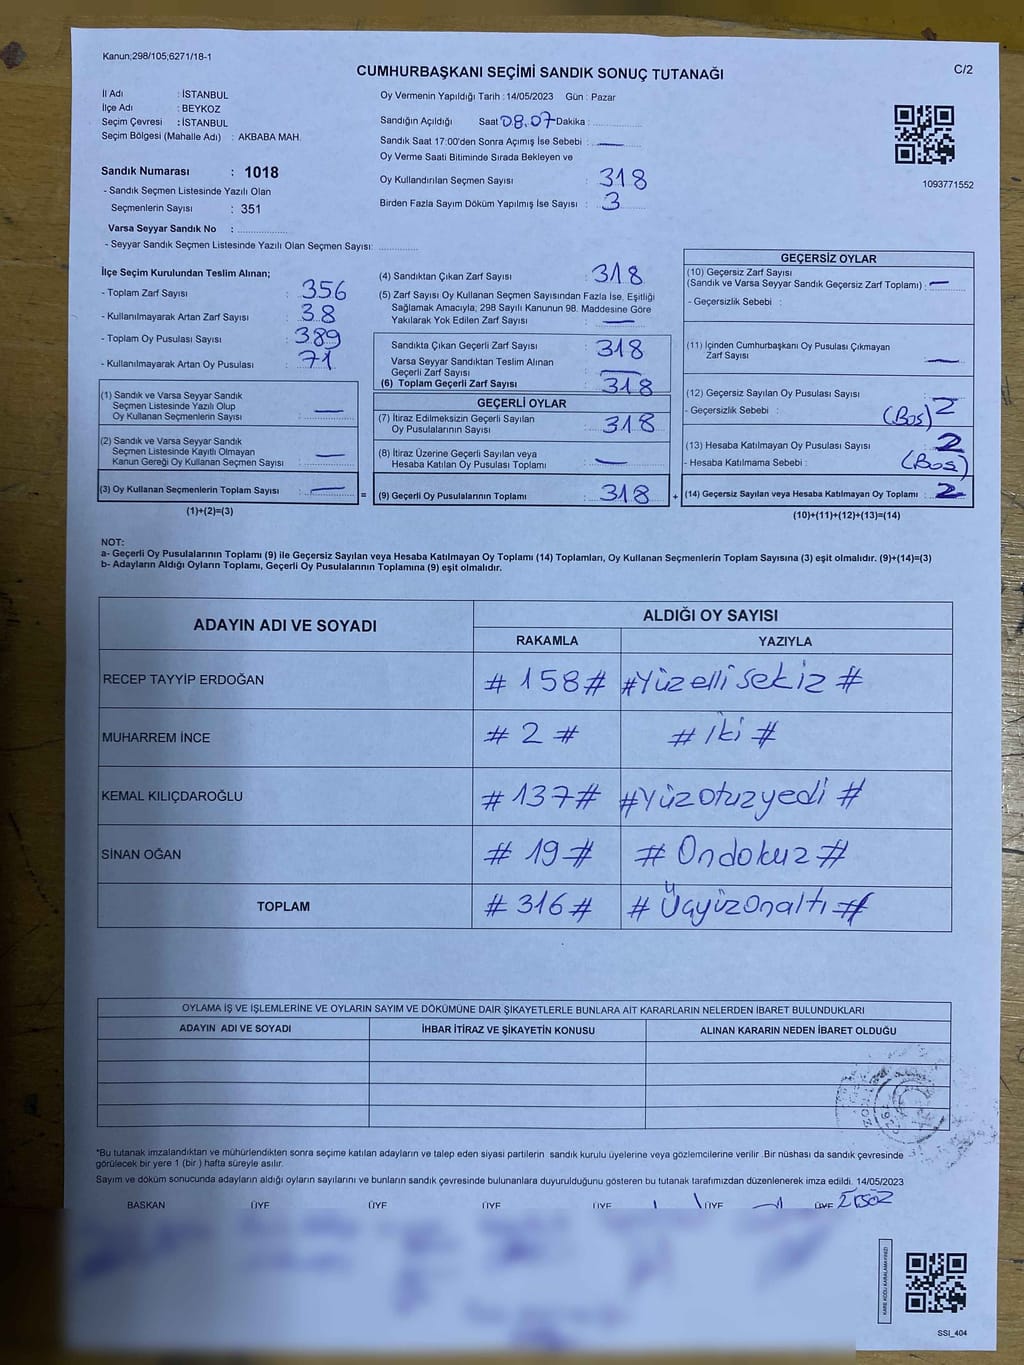 Kanun;298/105;6271/18-1
CUMHURBAŞKANI SEÇİMİ SANDIK SONUÇ TUTANAĞI
C/2
İl Adı : İSTANBUL
İlçe Adı : BEYKOZ
Seçim Çevresi : İSTANBUL
Seçim Bölgesi (Mahalle Adı) : AKBABA MAH.
Sandık Numarası : 1018
- Sandık Seçmen Listesinde Yazılı Olan
Seçmenlerin Sayısı : 351
Varsa Seyyar Sandık No :
- Seyyar Sandık Seçmen Listesinde Yazılı Olan Seçmen Sayısı:
Oy Vermenin Yapıldığı Tarih : 14/05/2023 Gün : Pazar
Sandığın Açıldığı Saat 08.07 Dakika :
Sandık Saat 17:00'den Sonra Açımış İse Sebebi : —
Oy Verme Saati Bitiminde Sırada Bekleyen ve
Oy Kullandırılan Seçmen Sayısı : 318
Birden Fazla Sayım Döküm Yapılmış İse Sayısı : 3
1093771552
İlçe Seçim Kurulundan Teslim Alınan;
- Toplam Zarf Sayısı : 356
- Kullanılmayarak Artan Zarf Sayısı : 38
- Toplam Oy Pusulası Sayısı : 389
- Kullanılmayarak Artan Oy Pusulası : 71
(1) Sandık ve Varsa Seyyar Sandık
Seçmen Listesinde Yazılı Olup
Oy Kullanan Seçmenlerin Sayısı : —
(2) Sandık ve Varsa Seyyar Sandık
Seçmen Listesinde Kayıtlı Olmayan
Kanun Gereği Oy Kullanan Seçmen Sayısı : —
(3) Oy Kullanan Seçmenlerin Toplam Sayısı : —
(1)+(2)=(3)
=
(4) Sandıktan Çıkan Zarf Sayısı : 318
(5) Zarf Sayısı Oy Kullanan Seçmen Sayısından Fazla İse, Eşitliği
Sağlamak Amacıyla; 298 Sayılı Kanunun 98. Maddesine Göre
Yakılarak Yok Edilen Zarf Sayısı : —
Sandıkta Çıkan Geçerli Zarf Sayısı : 318
Varsa Seyyar Sandıktan Teslim Alınan
Geçerli Zarf Sayısı : —
(6) Toplam Geçerli Zarf Sayısı : 318
GEÇERLİ OYLAR
(7) İtiraz Edilmeksizin Geçerli Sayılan
Oy Pusulalarının Sayısı : 318
(8) İtiraz Üzerine Geçerli Sayılan veya
Hesaba Katılan Oy Pusulası Toplamı : —
(9) Geçerli Oy Pusulalarının Toplamı : 318
+
GEÇERSİZ OYLAR
(10) Geçersiz Zarf Sayısı
(Sandık ve Varsa Seyyar Sandık Geçersiz Zarf Toplamı) : —
- Geçersizlik Sebebi :
(11) İçinden Cumhurbaşkanı Oy Pusulası Çıkmayan
Zarf Sayısı : —
(12) Geçersiz Sayılan Oy Pusulası Sayısı : 2
- Geçersizlik Sebebi : (Boş)
(13) Hesaba Katılmayan Oy Pusulası Sayısı : 2
- Hesaba Katılmama Sebebi : (Boş)
(14) Geçersiz Sayılan veya Hesaba Katılmayan Oy Toplamı : 2
(10)+(11)+(12)+(13)=(14)
NOT:
a- Geçerli Oy Pusulalarının Toplamı (9) ile Geçersiz Sayılan veya Hesaba Katılmayan Oy Toplamı (14) Toplamları, Oy Kullanan Seçmenlerin Toplam Sayısına (3) eşit olmalıdır. (9)+(14)=(3)
b- Adayların Aldığı Oyların Toplamı, Geçerli Oy Pusulalarının Toplamına (9) eşit olmalıdır.
ADAYIN ADI VE SOYADI
ALDIĞI OY SAYISI
RAKAMLA YAZIYLA
RECEP TAYYİP ERDOĞAN # 158 # # Yüzellisekiz #
MUHARREM İNCE # 2 # # iki #
KEMAL KILIÇDAROĞLU # 137 # # Yüzotuzyedi #
SİNAN OĞAN # 19 # # Ondokuz #
TOPLAM # 316 # # Üçyüzonaltı #
OYLAMA İŞ VE İŞLEMLERİNE VE OYLARIN SAYIM VE DÖKÜMÜNE DAİR ŞİKAYETLERLE BUNLARA AİT KARARLARIN NELERDEN İBARET BULUNDUKLARI
ADAYIN ADI VE SOYADI İHBAR İTİRAZ VE ŞİKAYETİN KONUSU ALINAN KARARIN NEDEN İBARET OLDUĞU
*Bu tutanak imzalandıktan ve mühürlendikten sonra seçime katılan adayların ve talep eden siyasi partilerin sandık kurulu üyelerine veya gözlemcilerine verilir .Bir nüshası da sandık çevresinde
görülecek bir yere 1 (bir ) hafta süreyle asılır.
Sayım ve döküm sonucunda adayların aldığı oyların sayılarını ve bunların sandık çevresinde bulunanlara duyurulduğunu gösteren bu tutanak tarafımızdan düzenlenerek imza edildi. 14/05/2023
BAŞKAN ÜYE ÜYE ÜYE ÜYE ÜYE ÜYE
KARE KODU KARALAMAYINIZ!
SSI_404